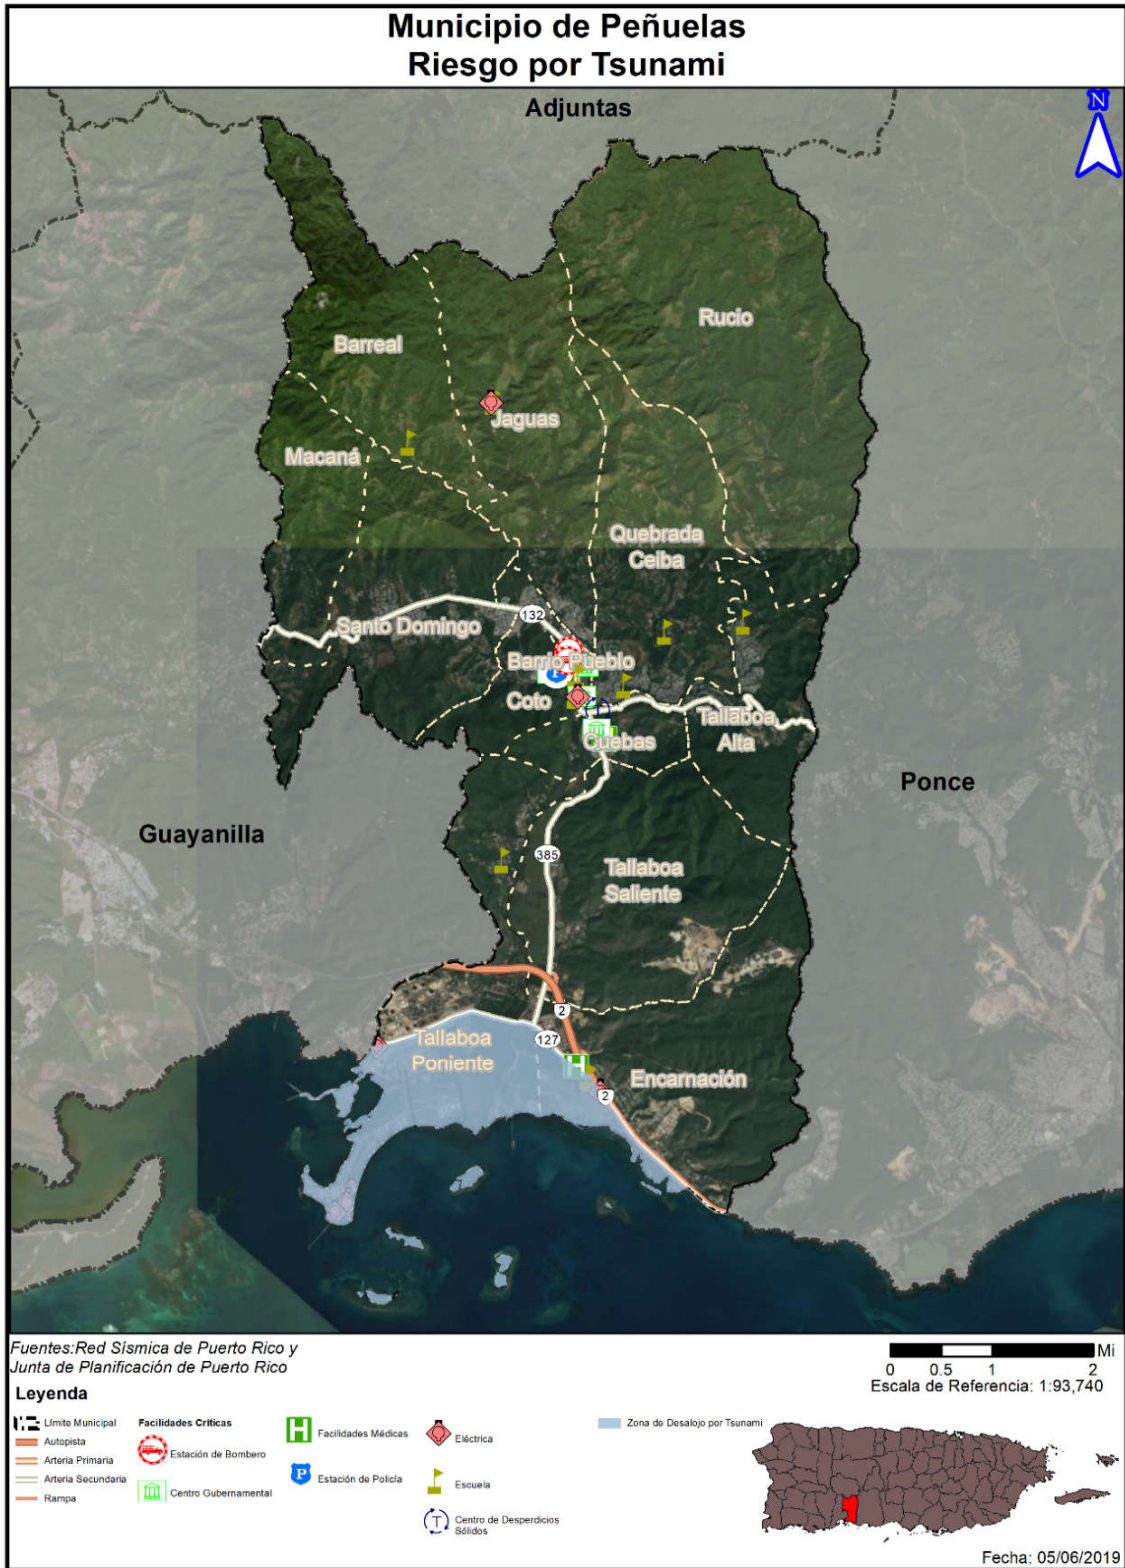 Municipio de Peñuelas
Riesgo por Tsunami
Adjuntas
N
Rucio
Barreal
Jaguas
Macaná
Quebrada
Ceiba
132
Santo Domingo
Barrio Pueblo
P
Coto
T
Tallaboa
Alta
Cuebas
Ponce
Guayanilla
385
Tallaboa
Saliente
2
127
Tallaboa
Poniente
H
Encarnación
2
Fuentes:Red Sísmica de Puerto Rico y
Junta de Planificación de Puerto Rico
Mi
0 0.5 1 2
Escala de Referencia: 1:93,740
Leyenda
Límite Municipal
Autopista
Arteria Primaria
Arteria Secundaria
Rampa
Facilidades Críticas
Estación de Bombero
Centro Gubernamental
H Facilidades Médicas
P Estación de Policía
Eléctrica
Escuela
T Centro de Desperdicios
Sólidos
Zona de Desalojo por Tsunami
Fecha: 05/06/2019